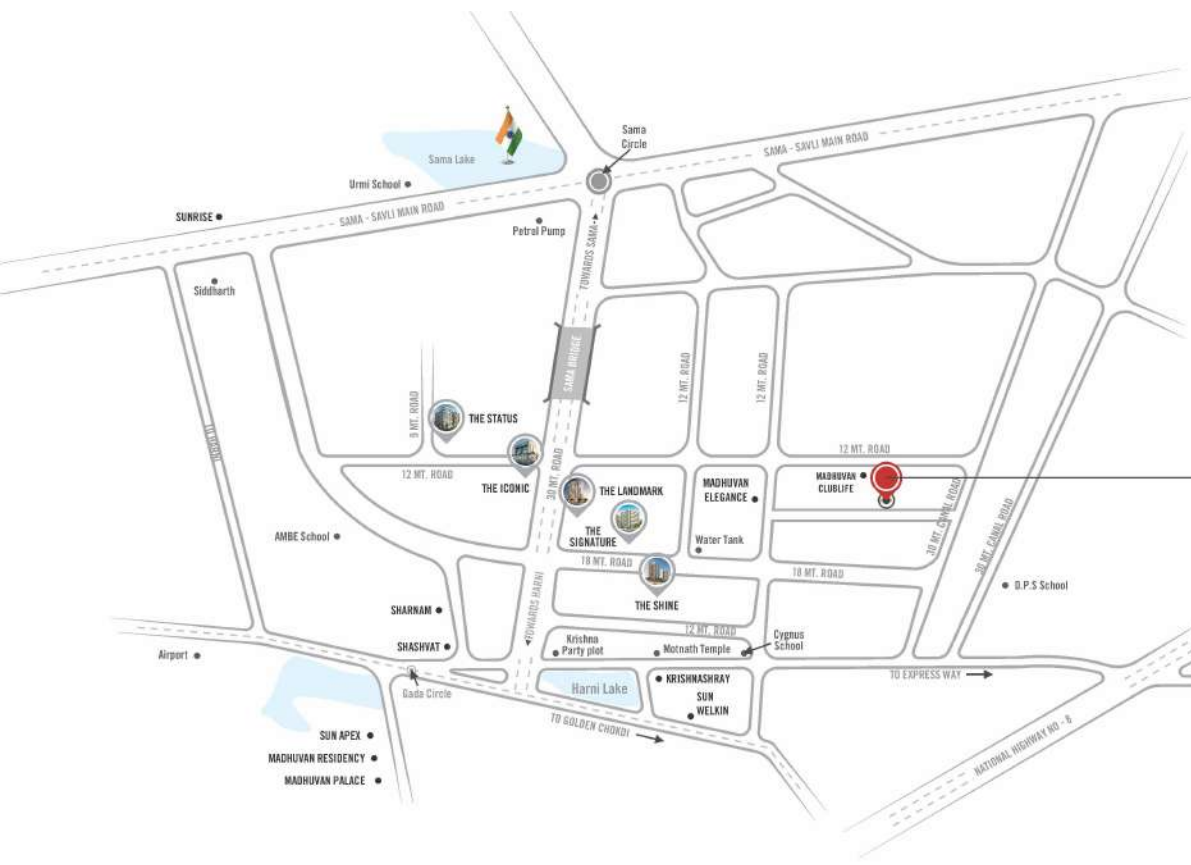 Sama
Circle
SAMA - SAVLI MAIN ROAD
Sama Lake
Urmi School
SUNRISE
SAMA - SAVLI MAIN ROAD
Petrol Pump
TOWARDS SAMA
Siddharth
SAMA BRIDGE
12 MT. ROAD
12 MT. ROAD
9 MT. ROAD
THE STATUS
12 MT. ROAD
12 MT. ROAD
THE ICONIC
30 MT. ROAD
THE LANDMARK
MADHUVAN
ELEGANCE
MADHUVAN
CLUBLIFE
THE
SIGNATURE
Water Tank
30 MT. CANAL ROAD
30 MT. CANAL ROAD
AMBE School
18 MT. ROAD
18 MT. ROAD
D.P.S School
THE SHINE
SHARNAM
TOWARDS HARNI
12 MT. ROAD
SHASHVAT
Krishna
Party plot
Motnath Temple
Cygnus
School
Airport
Gada Circle
Harni Lake
KRISHNASHRAY
SUN
WELKIN
TO EXPRESS WAY
TO GOLDEN CHOKDI
SUN APEX
MADHUVAN RESIDENCY
MADHUVAN PALACE
NATIONAL HIGHWAY NO - 8